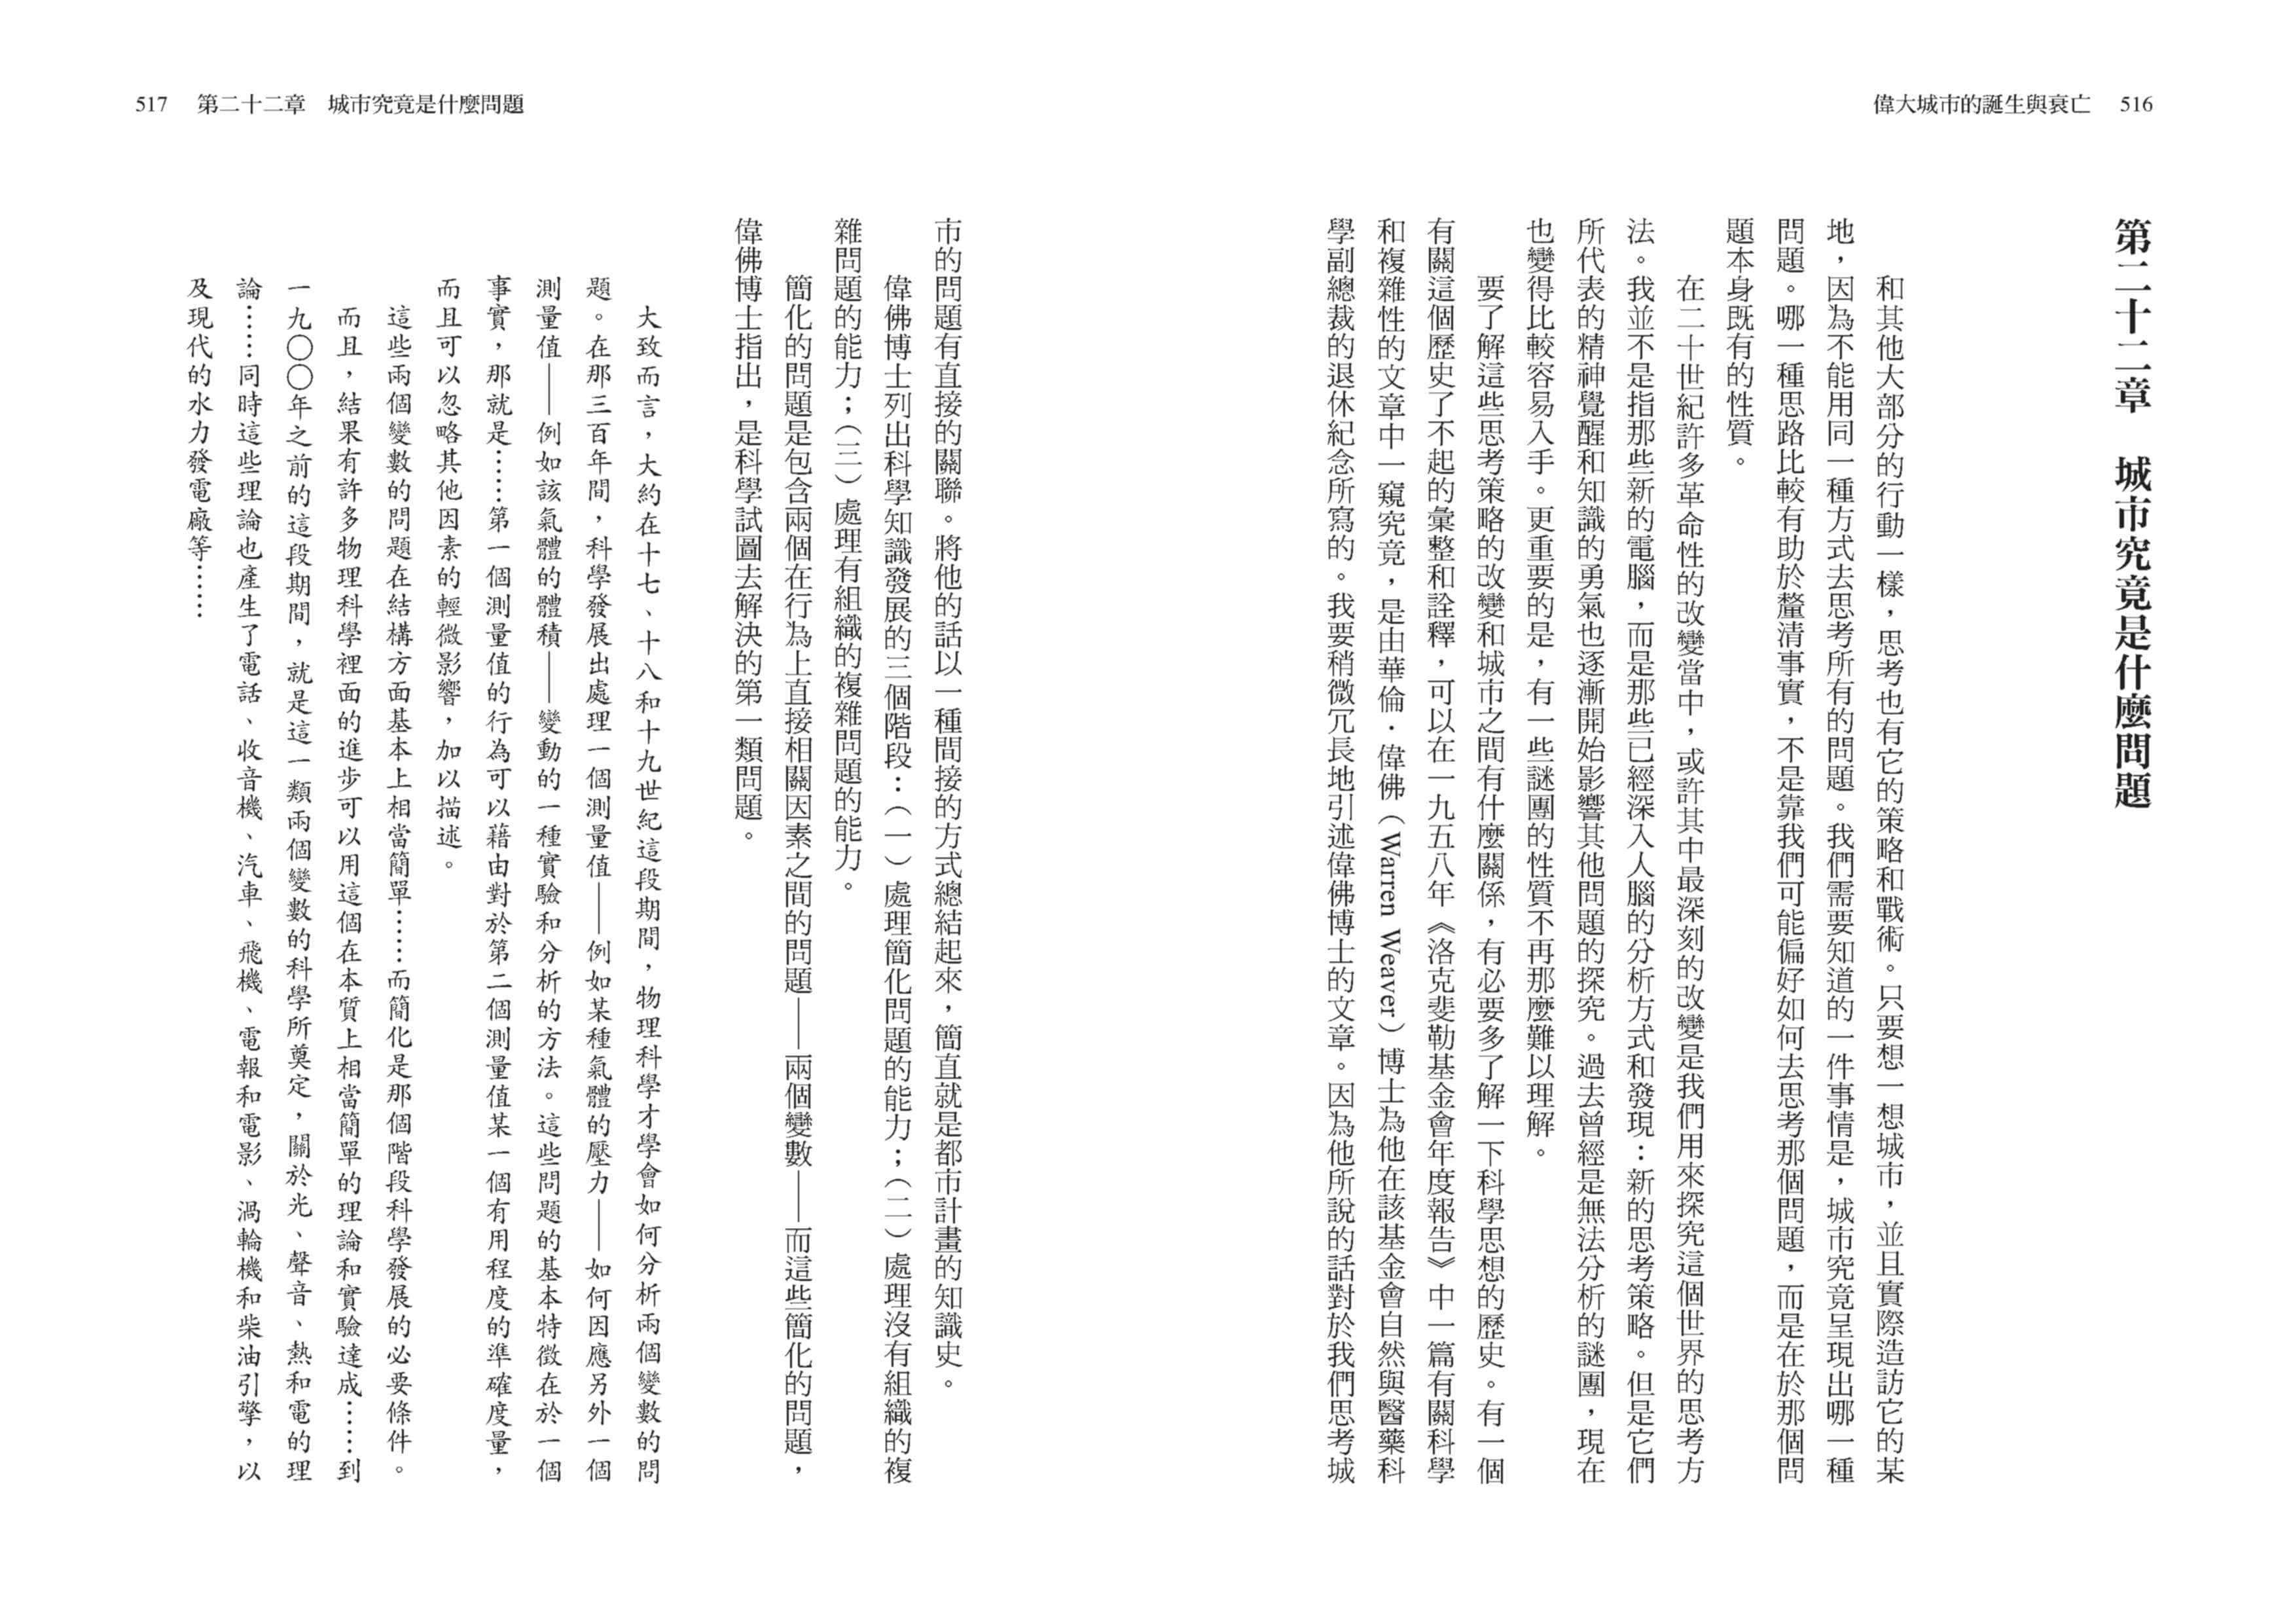 偉大城市的誕生與衰亡 516
第二十二章 城市究竟是什麼問題
和其他大部分的行動一樣，思考也有它的策略和戰術。只要想一想城市，並且實際造訪它的某
地，因為不能用同一種方式去思考所有的問題。我們需要知道的一件事情是，城市究竟呈現出哪一種
問題。哪一種思路比較有助於釐清事實，不是靠我們可能偏好如何去思考那個問題，而是在於那個問
題本身既有的性質。
在二十世紀許多革命性的改變當中，或許其中最深刻的改變是我們用來探究這個世界的思考方
法。我並不是指那些新的電腦，而是那些已經深入人腦的分析方式和發現：新的思考策略。但是它們
所代表的精神覺醒和知識的勇氣也逐漸開始影響其他問題的探究。過去曾經是無法分析的謎團，現在
也變得比較容易入手。更重要的是，有一些謎團的性質不再那麼難以理解。
要了解這些思考策略的改變和城市之間有什麼關係，有必要多了解一下科學思想的歷史。有一個
有關這個歷史了不起的彙整和詮釋，可以在一九五八年《洛克斐勒基金會年度報告》中一篇有關科學
和複雜性的文章中一窺究竟，是由華倫．偉佛（Warren Weaver）博士為他在該基金會自然與醫藥科
學副總裁的退休紀念所寫的。我要稍微冗長地引述偉佛博士的文章。因為他所說的話對於我們思考城
517 第二十二章 城市究竟是什麼問題
市的問題有直接的關聯。將他的話以一種間接的方式總結起來，簡直就是都市計畫的知識史。
偉佛博士列出科學知識發展的三個階段：（一）處理簡化問題的能力；（二）處理沒有組織的複
雜問題的能力；（三）處理有組織的複雜問題的能力。
簡化的問題是包含兩個在行為上直接相關因素之間的問題——兩個變數——而這些簡化的問題，
偉佛博士指出，是科學試圖去解決的第一類問題。
大致而言，大約在十七、十八和十九世紀這段期間，物理科學才學會如何分析兩個變數的問
題。在那三百年間，科學發展出處理一個測量值——例如某種氣體的壓力——如何因應另外一個
測量值——例如該氣體的體積——變動的一種實驗和分析的方法。這些問題的基本特徵在於一個
事實，那就是……第一個測量值的行為可以藉由對於第二個測量值某一個有用程度的準確度量，
而且可以忽略其他因素的輕微影響，加以描述。
這些兩個變數的問題在結構方面基本上相當簡單……而簡化是那個階段科學發展的必要條件。
而且，結果有許多物理科學裡面的進步可以用這個在本質上相當簡單的理論和實驗達成……到
一九〇〇年之前的這段期間，就是這一類兩個變數的科學所奠定，關於光、聲音、熱和電的理
論……同時這些理論也產生了電話、收音機、汽車、飛機、電報和電影、渦輪機和柴油引擎，以
及現代的水力發電廠等……